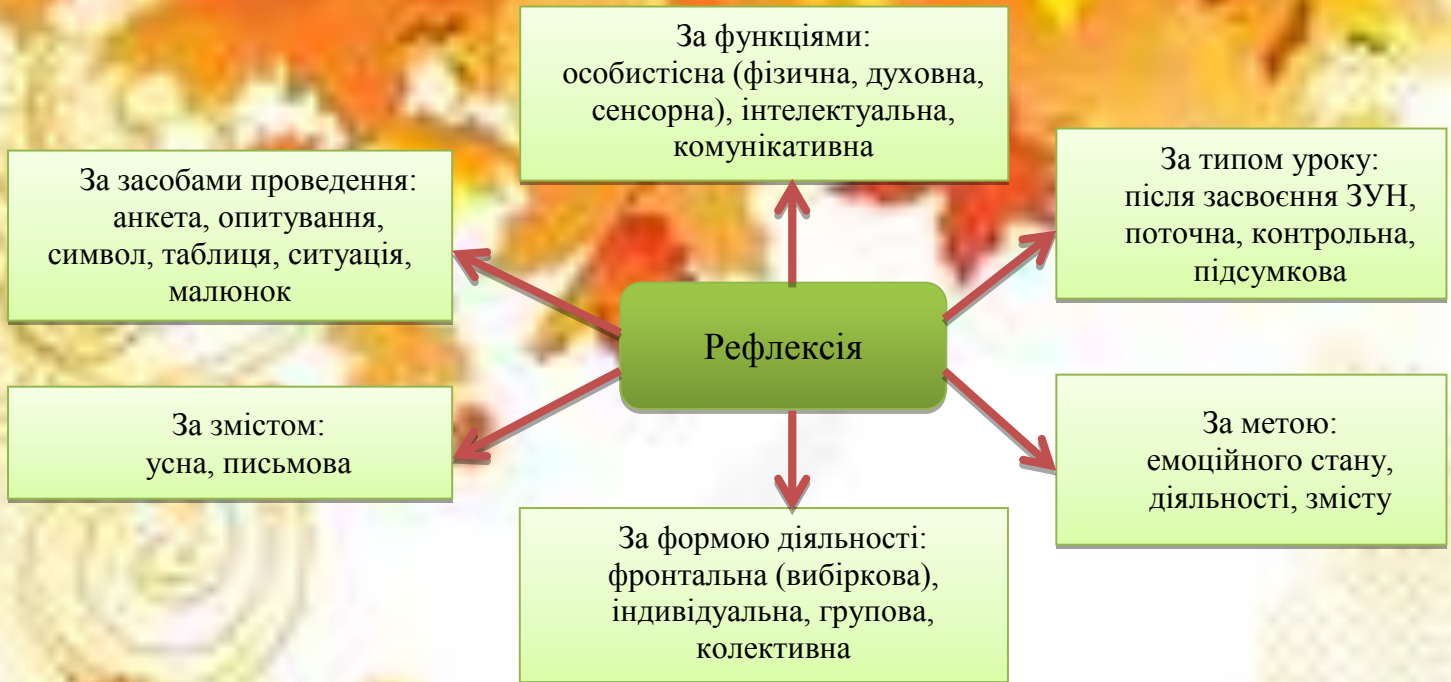 За функціями:
особистісна (фізична, духовна,
сенсорна), інтелектуальна,
комунікативна
За засобами проведення:
анкета, опитування,
символ, таблиця, ситуація,
малюнок
За типом уроку:
після засвоєння ЗУН,
поточна, контрольна,
підсумкова
Рефлексія
За змістом:
усна, письмова
За метою:
емоційного стану,
діяльності, змісту
За формою діяльності:
фронтальна (вибіркова),
індивідуальна, групова,
колективна